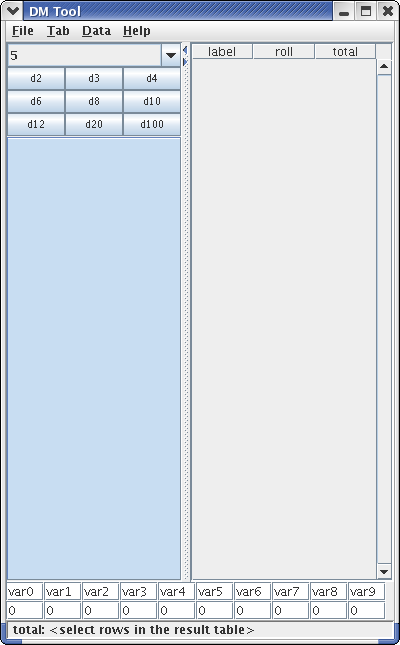 DM Tool
File Tab Data Help
5
label roll total
d2 d3 d4
d6 d8 d10
d12 d20 d100
var0 var1 var2 var3 var4 var5 var6 var7 var8 var9
0 0 0 0 0 0 0 0 0 0
total: <select rows in the result table>